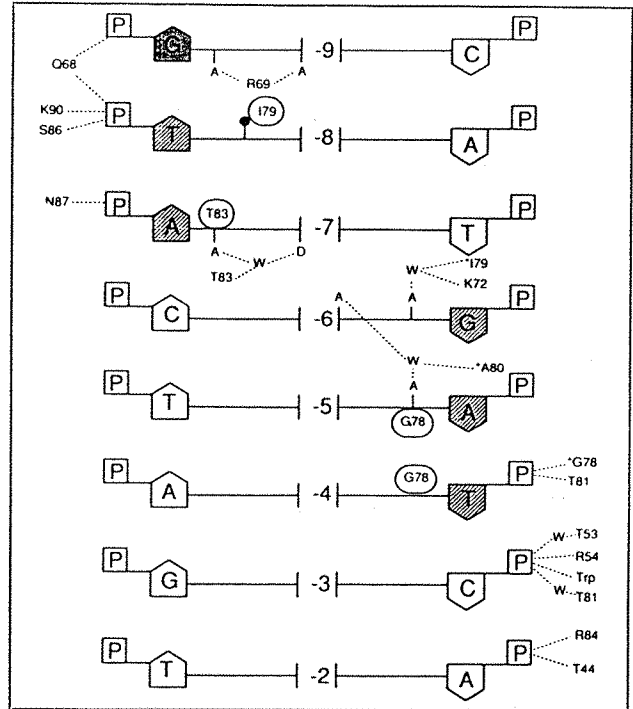 P G -9 C P
A R69 A
Q68
I79
K90 P T -8 A P
S86
N87 P A T83 -7 T P
A W D *I79
T83 W K72
A A
P C -6 G P
W *A80
A
P T -5 A P
G78
G78
P A -4 T P *G78
T81
W T53
P G -3 C P R54
Trp
W T81
P T -2 A P R84
T44